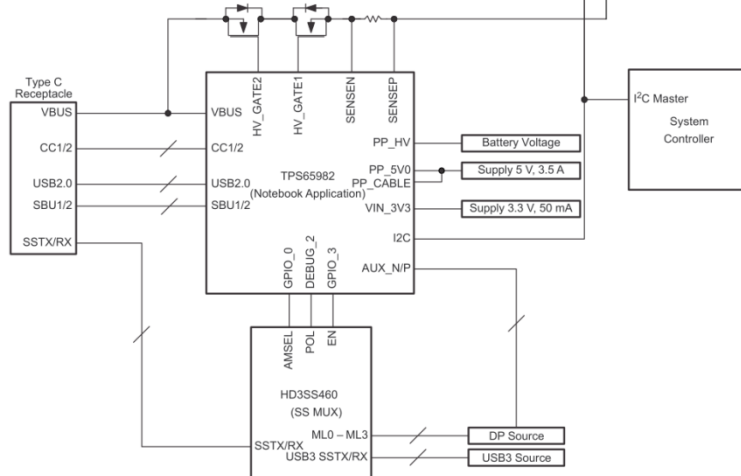 HV_GATE2
HV_GATE1
SENSEN
SENSEP
Type C
Receptacle
VBUS
CC1/2
USB2.0
SBU1/2
SSTX/RX
VBUS
CC1/2
USB2.0
SBU1/2
TPS65982
(Notebook Application)
PP_HV
PP_5V0
PP_CABLE
VIN_3V3
I2C
AUX_N/P
Battery Voltage
Supply 5 V, 3.5 A
Supply 3.3 V, 50 mA
I²C Master
System
Controller
GPIO_0
DEBUG_2
GPIO_3
AMSEL
POL
EN
HD3SS460
(SS MUX)
ML0 – ML3
SSTX/RX
USB3 SSTX/RX
DP Source
USB3 Source